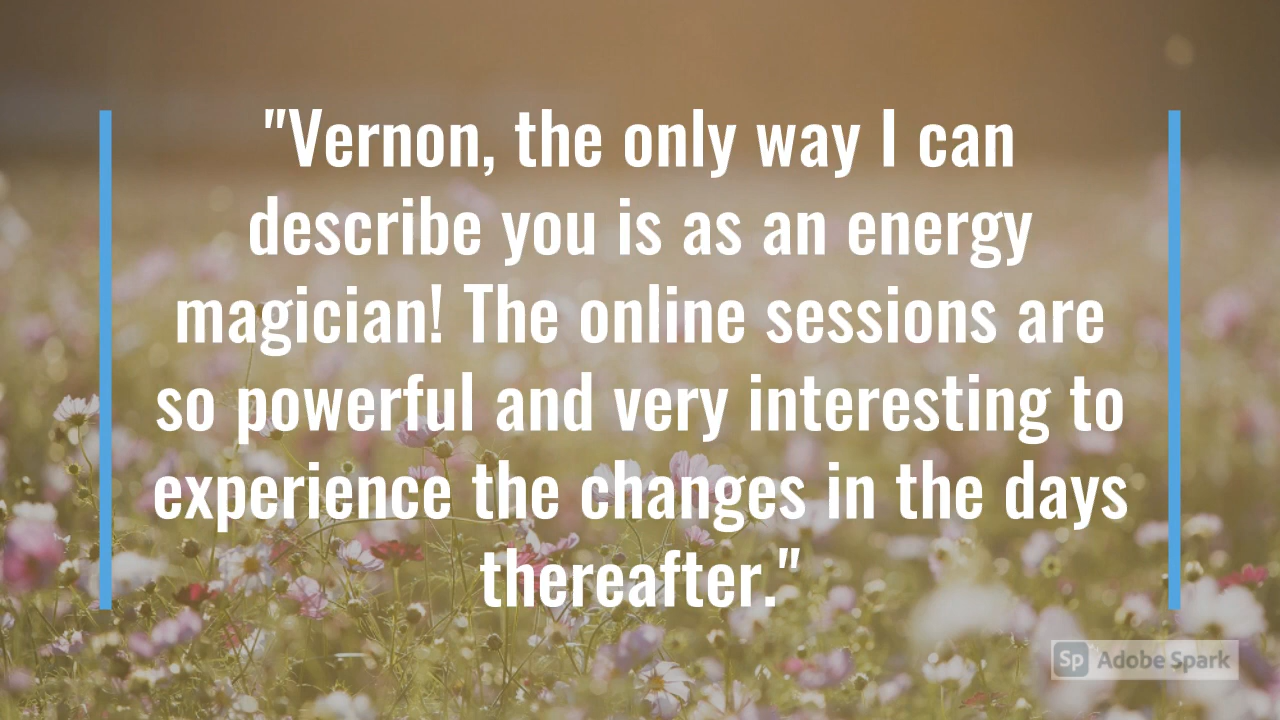 "Vernon, the only way I can
describe you is as an energy
magician! The online sessions are
so powerful and very interesting to
experience the changes in the days
thereafter."
Sp Adobe Spark